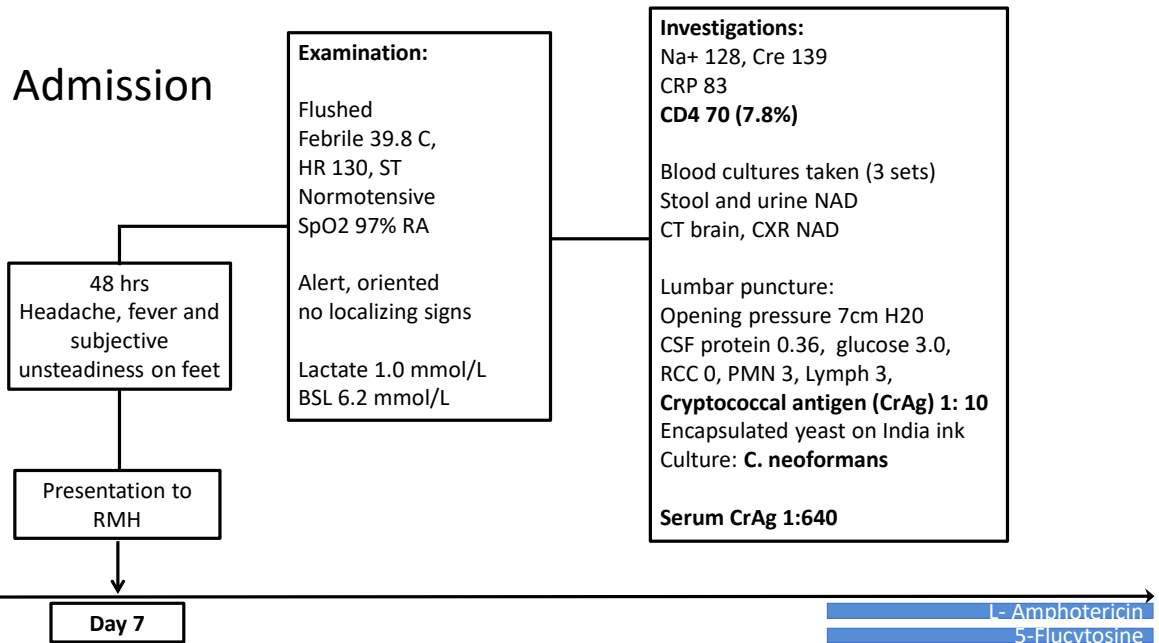 Admission
48 hrs
Headache, fever and
subjective
unsteadiness on feet
Presentation to
RMH
Day 7
Examination:
Flushed
Febrile 39.8 C,
HR 130, ST
Normotensive
SpO2 97% RA
Alert, oriented
no localizing signs
Lactate 1.0 mmol/L
BSL 6.2 mmol/L
Investigations:
Na+ 128, Cre 139
CRP 83
CD4 70 (7.8%)
Blood cultures taken (3 sets)
Stool and urine NAD
CT brain, CXR NAD
Lumbar puncture:
Opening pressure 7cm H20
CSF protein 0.36, glucose 3.0,
RCC 0, PMN 3, Lymph 3,
Cryptococcal antigen (CrAg) 1: 10
Encapsulated yeast on India ink
Culture: C. neoformans
Serum CrAg 1:640
L- Amphotericin
5-Flucytosine